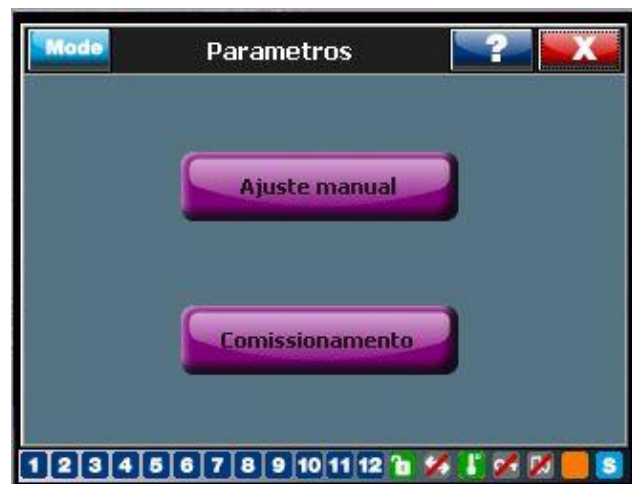 Mode Parametros ? X
Ajuste manual
Comissionamento
1 2 3 4 5 6 7 8 9 10 11 12 S